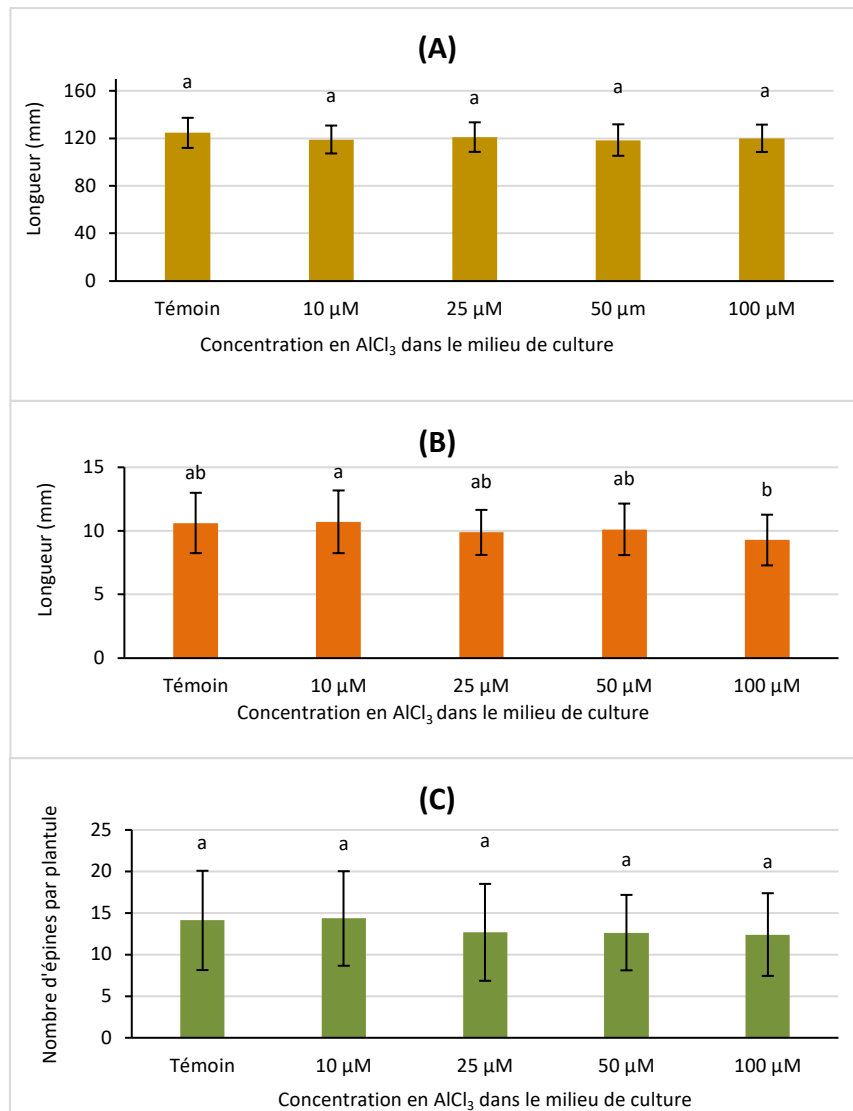 (A)
a a a a a
Longueur (mm)
160
120
80
40
0
Témoin 10 µM 25 µM 50 µm 100 µM
Concentration en AlCl₃ dans le milieu de culture
(B)
ab a ab ab b
Longueur (mm)
15
10
5
0
Témoin 10 µM 25 µM 50 µM 100 µM
Concentration en AlCl₃ dans le milieu de culture
(C)
a a a a a
Nombre d'épines par plantule
25
20
15
10
5
0
Témoin 10 µM 25 µM 50 µM 100 µM
Concentration en AlCl₃ dans le milieu de culture